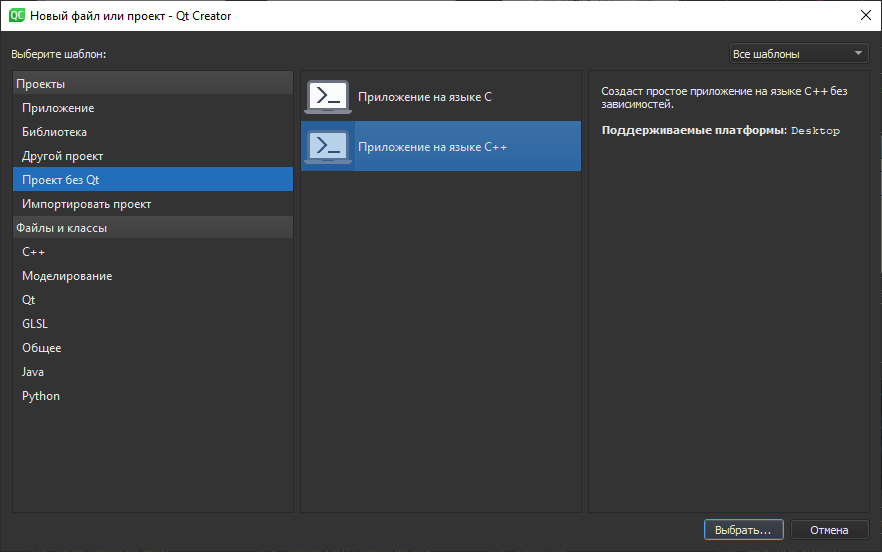 QC Новый файл или проект - Qt Creator
Выберите шаблон:
Все шаблоны
Проекты
Приложение
Библиотека
Другой проект
Проект без Qt
Импортировать проект
Файлы и классы
C++
Моделирование
Qt
GLSL
Общее
Java
Python
Приложение на языке C
Приложение на языке C++
Создаст простое приложение на языке C++ без
зависимостей.
Поддерживаемые платформы: Desktop
Выбрать...
Отмена